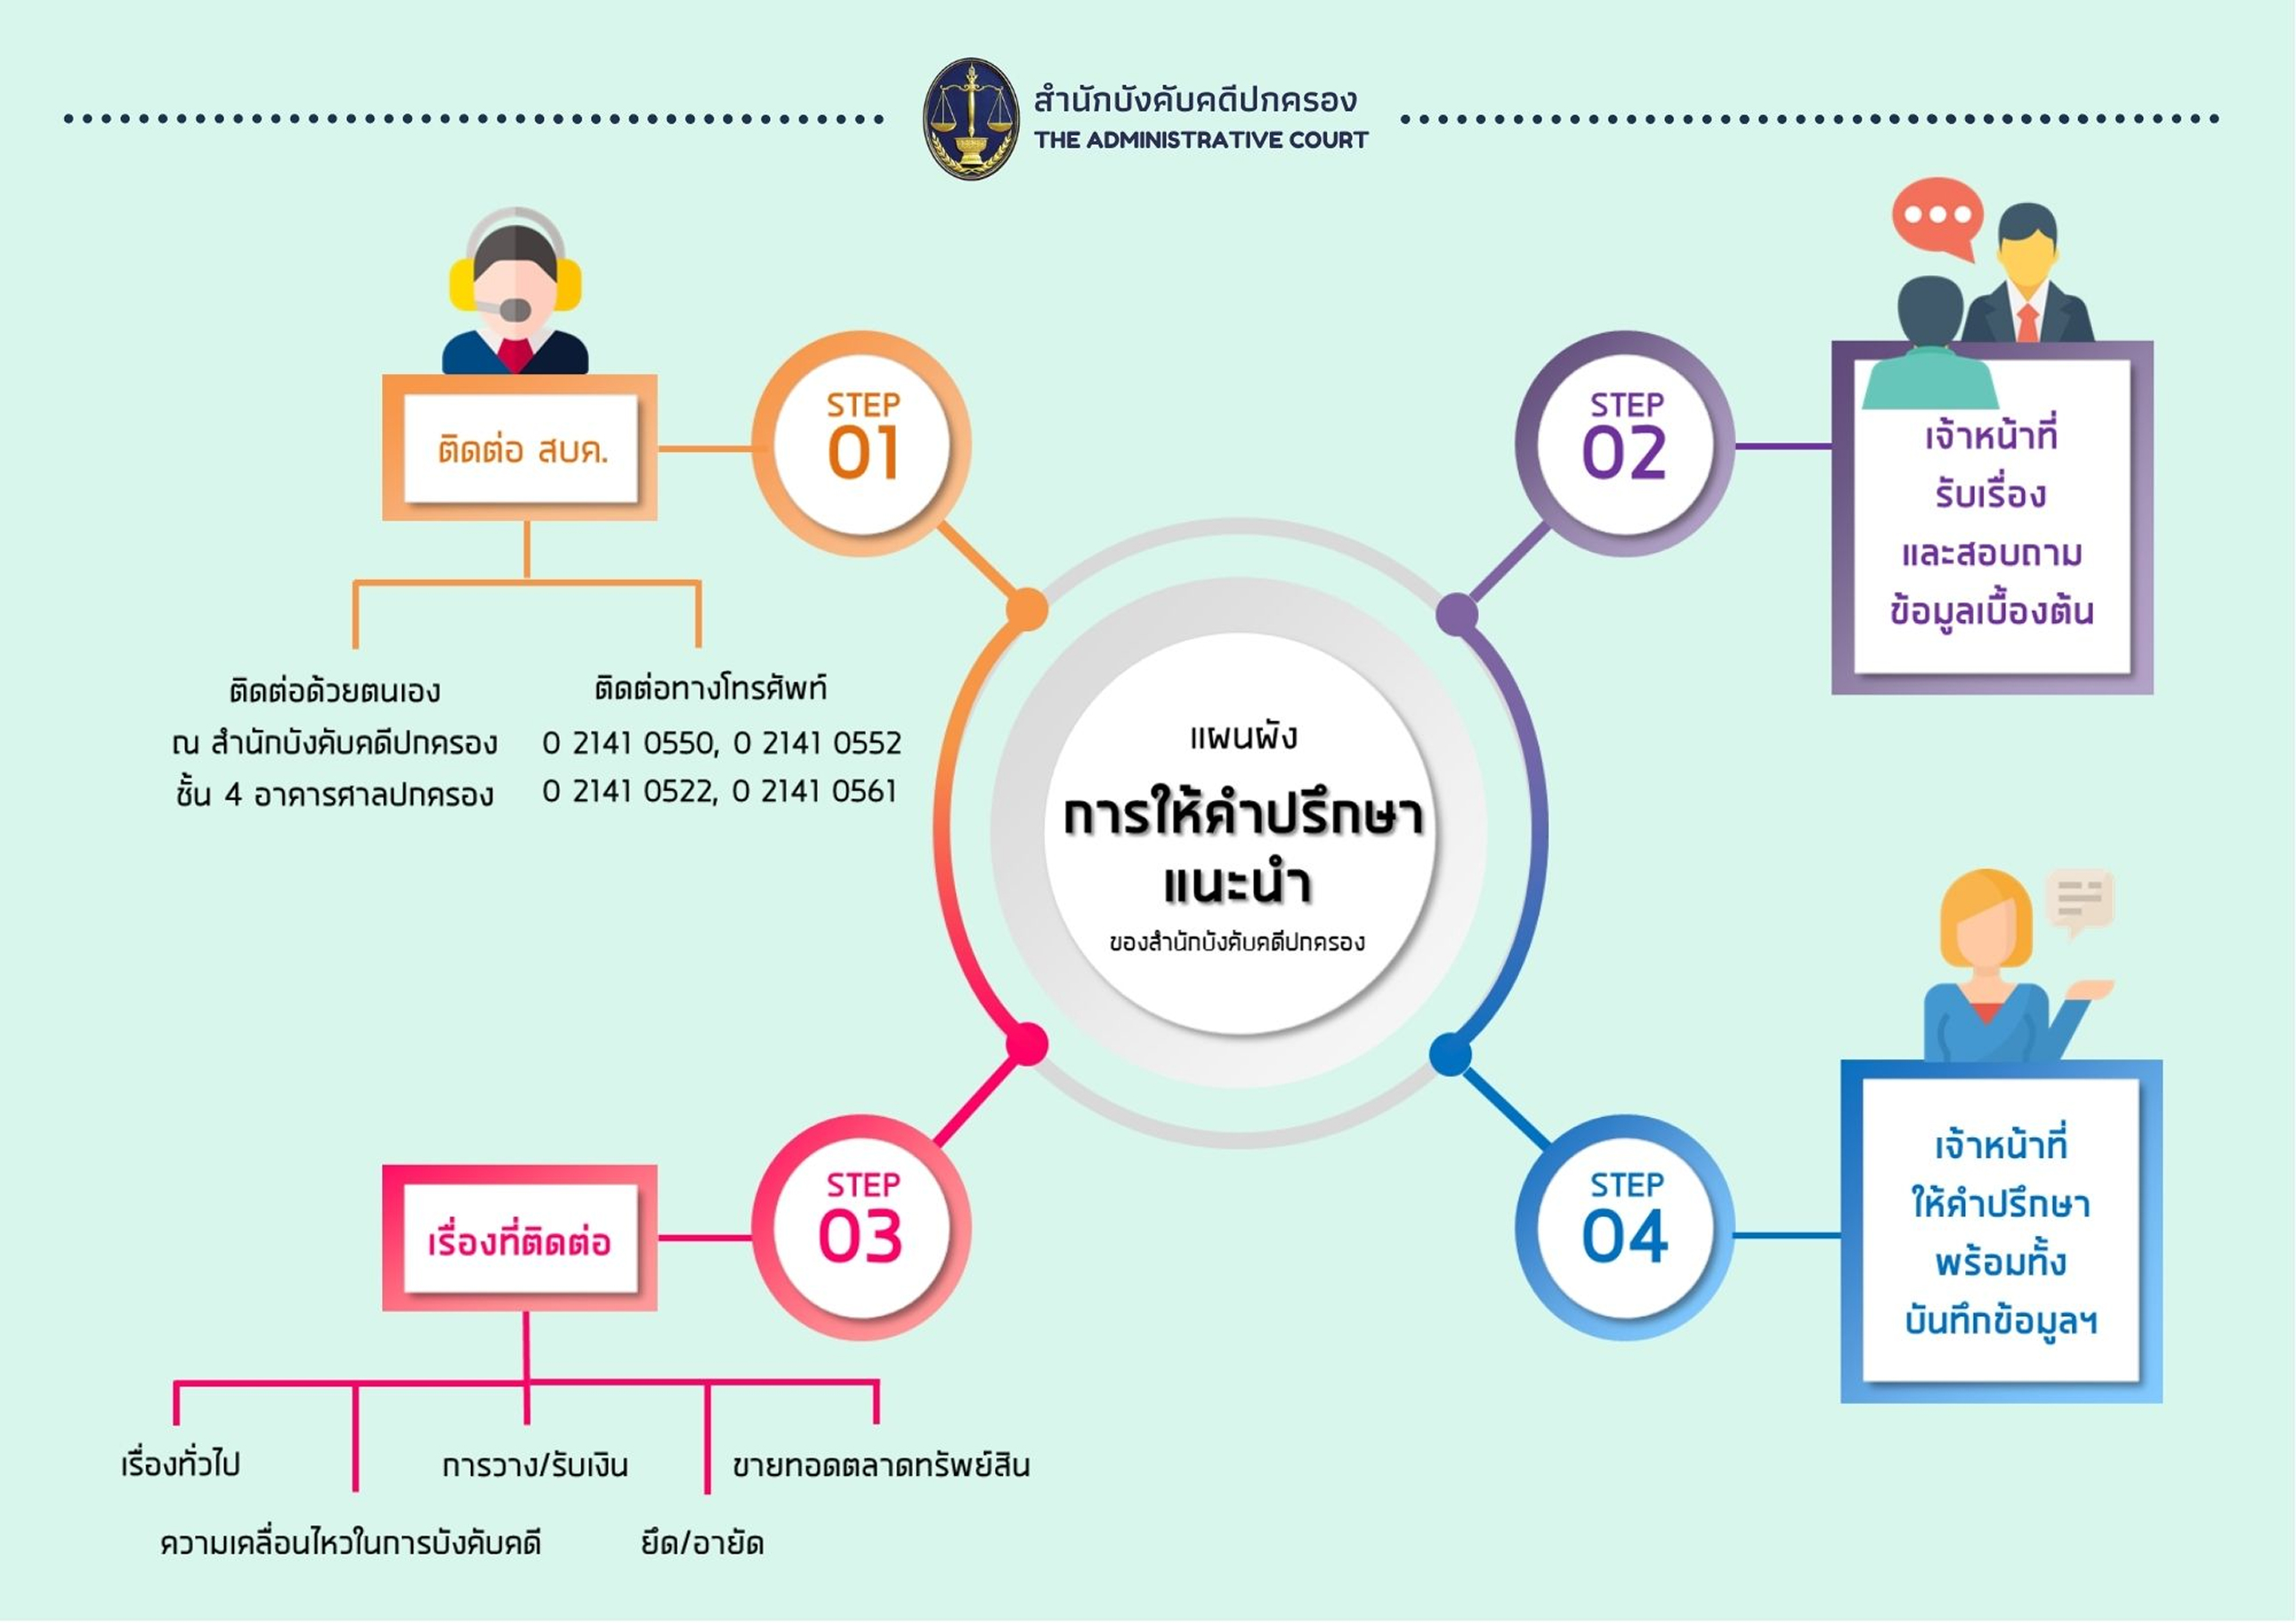 สำนักบังคับคดีปกครอง
THE ADMINISTRATIVE COURT
STEP
01
ติดต่อ สบค.
ติดต่อด้วยตนเอง
ณ สำนักบังคับคดีปกครอง
ชั้น 4 อาคารศาลปกครอง
ติดต่อทางโทรศัพท์
0 2141 0550, 0 2141 0552
0 2141 0522, 0 2141 0561
STEP
02
เจ้าหน้าที่
รับเรื่อง
และสอบถาม
ข้อมูลเบื้องต้น
แผนผัง
การให้คำปรึกษา
แนะนำ
ของสำนักบังคับคดีปกครอง
STEP
03
เรื่องที่ติดต่อ
เรื่องทั่วไป
การวาง/รับเงิน
ขายทอดตลาดทรัพย์สิน
ความเคลื่อนไหวในการบังคับคดี
ยึด/อายัด
STEP
04
เจ้าหน้าที่
ให้คำปรึกษา
พร้อมทั้ง
บันทึกข้อมูลฯ